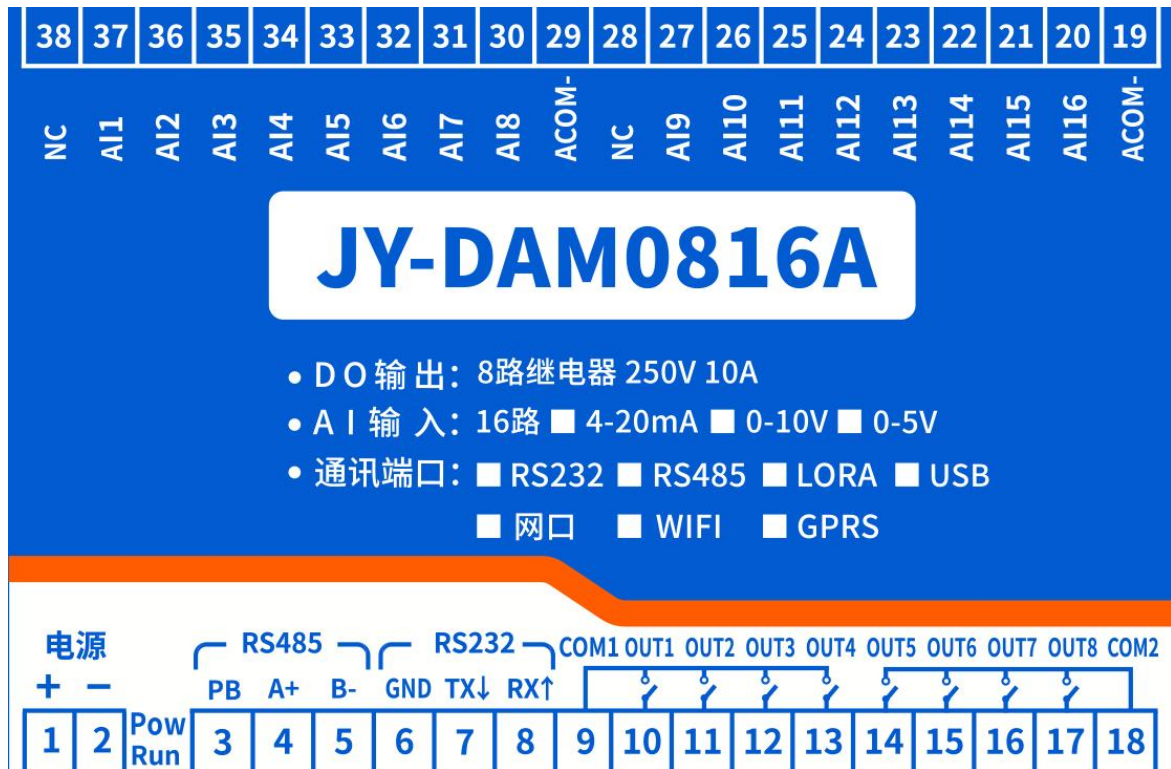 38 37 36 35 34 33 32 31 30 29 28 27 26 25 24 23 22 21 20 19
NC AI1 AI2 AI3 AI4 AI5 AI6 AI7 AI8 ACOM- NC AI9 AI10 AI11 AI12 AI13 AI14 AI15 AI16 ACOM-
JY-DAM0816A
• DO输出：8路继电器 250V 10A
• AI输入：16路 ■ 4-20mA ■ 0-10V ■ 0-5V
• 通讯端口：■ RS232 ■ RS485 ■ LORA ■ USB
■ 网口 ■ WIFI ■ GPRS
电源 RS485 RS232 COM1 OUT1 OUT2 OUT3 OUT4 OUT5 OUT6 OUT7 OUT8 COM2
+ − PB A+ B- GND TX↓ RX↑
1 2 Pow Run 3 4 5 6 7 8 9 10 11 12 13 14 15 16 17 18